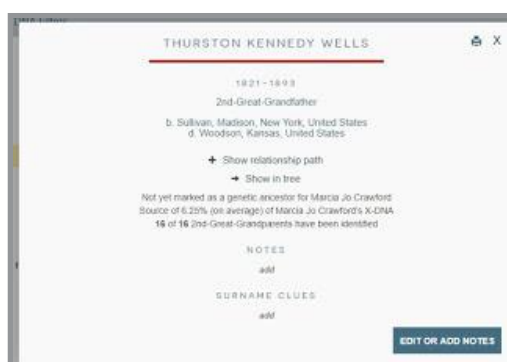 THURSTON KENNEDY WELLS
X
1821-1893
2nd-Great-Grandfather
b. Sullivan, Madison, New York, United States
d. Woodson, Kansas, United States
+ Show relationship path
→ Show in tree
Not yet marked as a genetic ancestor for Marcia Jo Crawford
Source of 6.25% (on average) of Marcia Jo Crawford's X-DNA
16 of 16 2nd-Great-Grandparents have been identified
NOTES
add
SURNAME CLUES
add
EDIT OR ADD NOTES